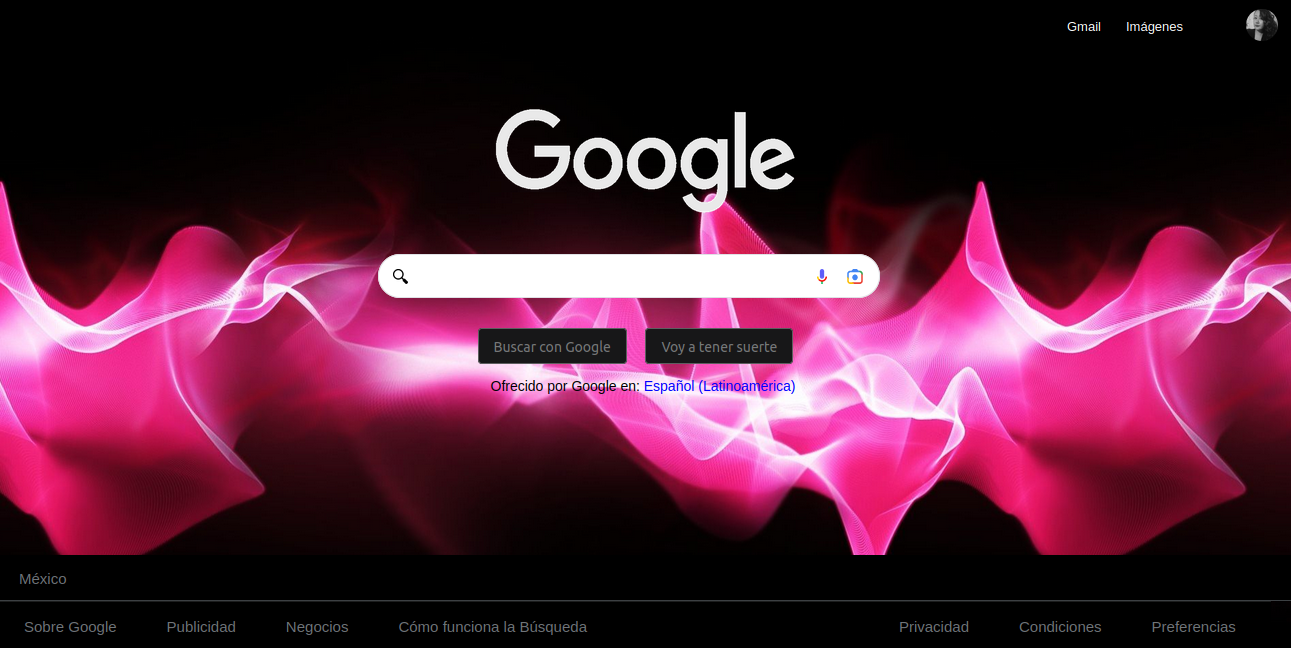 Gmail Imágenes
Google
Buscar con Google Voy a tener suerte
Ofrecido por Google en: Español (Latinoamérica)
México
Sobre Google Publicidad Negocios Cómo funciona la Búsqueda Privacidad Condiciones Preferencias